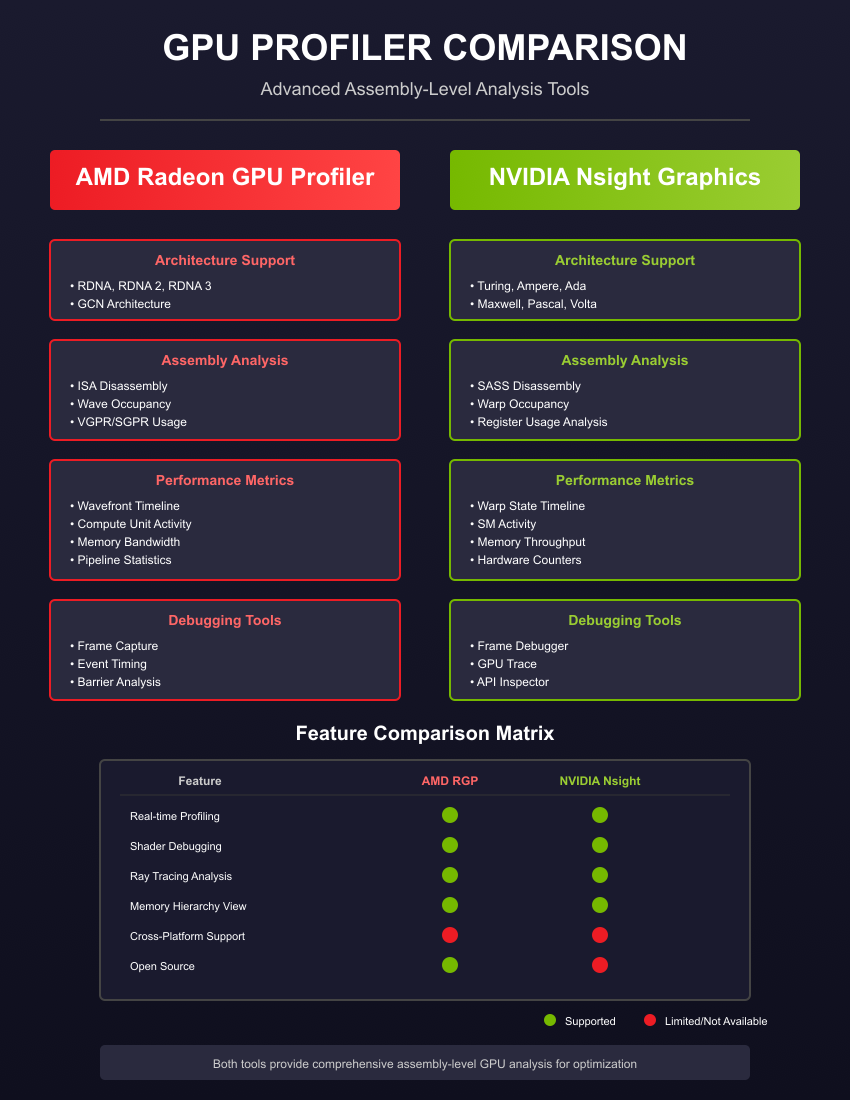 GPU PROFILER COMPARISON
Advanced Assembly-Level Analysis Tools
AMD Radeon GPU Profiler
Architecture Support
• RDNA, RDNA 2, RDNA 3
• GCN Architecture
Assembly Analysis
• ISA Disassembly
• Wave Occupancy
• VGPR/SGPR Usage
Performance Metrics
• Wavefront Timeline
• Compute Unit Activity
• Memory Bandwidth
• Pipeline Statistics
Debugging Tools
• Frame Capture
• Event Timing
• Barrier Analysis
NVIDIA Nsight Graphics
Architecture Support
• Turing, Ampere, Ada
• Maxwell, Pascal, Volta
Assembly Analysis
• SASS Disassembly
• Warp Occupancy
• Register Usage Analysis
Performance Metrics
• Warp State Timeline
• SM Activity
• Memory Throughput
• Hardware Counters
Debugging Tools
• Frame Debugger
• GPU Trace
• API Inspector
Feature Comparison Matrix
Feature AMD RGP NVIDIA Nsight
Real-time Profiling
Shader Debugging
Ray Tracing Analysis
Memory Hierarchy View
Cross-Platform Support
Open Source
Supported Limited/Not Available
Both tools provide comprehensive assembly-level GPU analysis for optimization